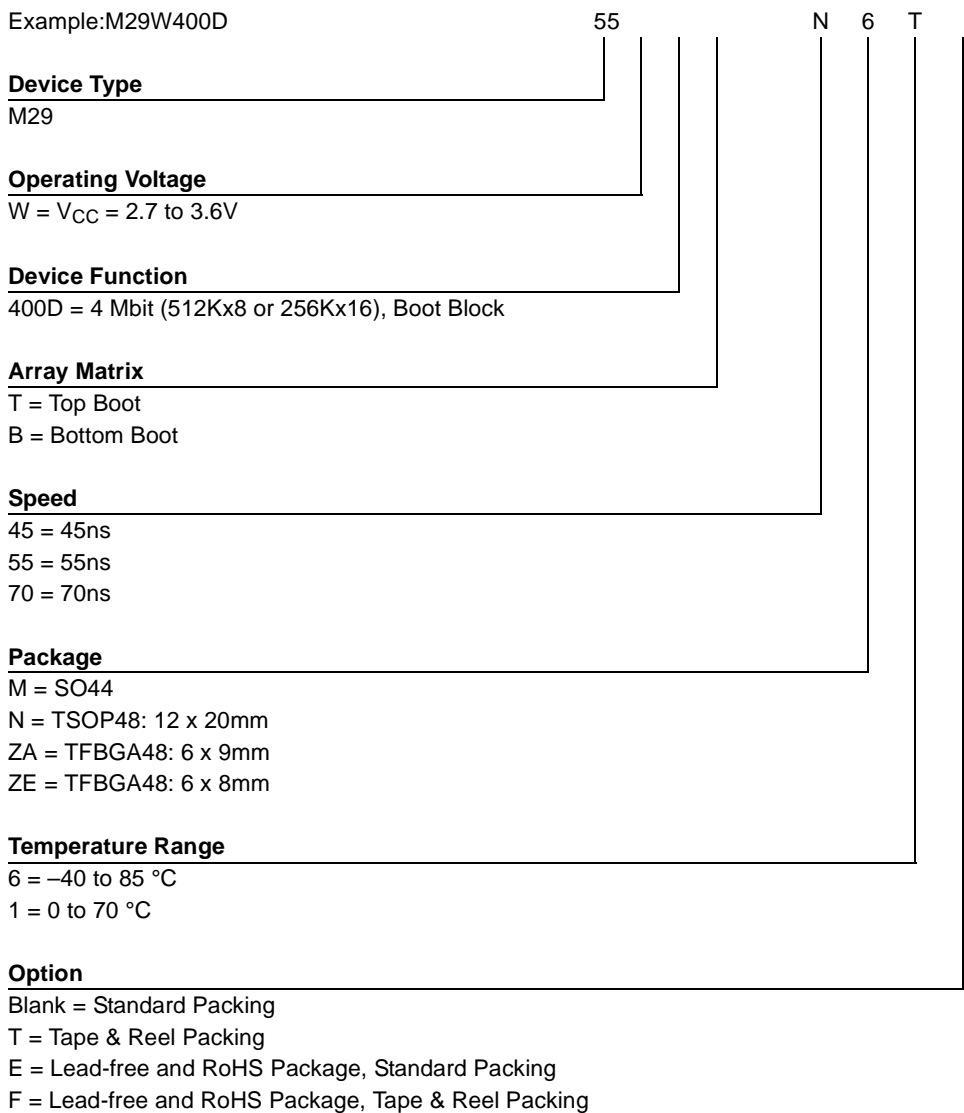 Example:M29W400D 55 N 6 T
Device Type
M29
Operating Voltage
W = VCC = 2.7 to 3.6V
Device Function
400D = 4 Mbit (512Kx8 or 256Kx16), Boot Block
Array Matrix
T = Top Boot
B = Bottom Boot
Speed
45 = 45ns
55 = 55ns
70 = 70ns
Package
M = SO44
N = TSOP48: 12 x 20mm
ZA = TFBGA48: 6 x 9mm
ZE = TFBGA48: 6 x 8mm
Temperature Range
6 = –40 to 85 °C
1 = 0 to 70 °C
Option
Blank = Standard Packing
T = Tape & Reel Packing
E = Lead-free and RoHS Package, Standard Packing
F = Lead-free and RoHS Package, Tape & Reel Packing